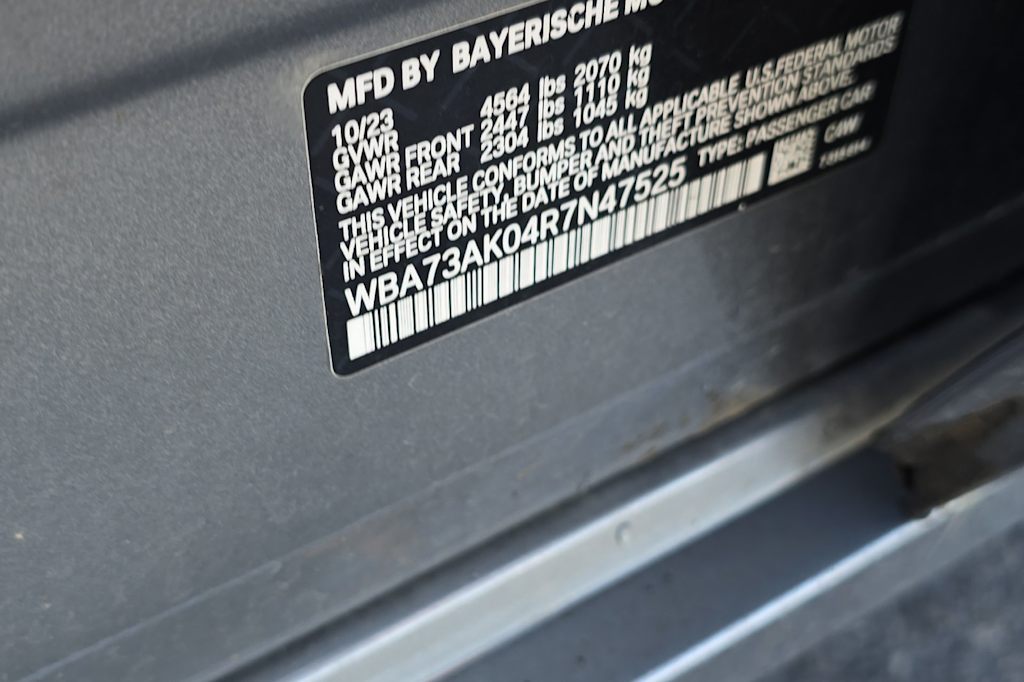 MFD BY BAYERISCHE
10/23
GVWR 4564 lbs 2070 kg
GAWR FRONT 2447 lbs 1110 kg
GAWR REAR 2304 lbs 1045 kg
THIS VEHICLE CONFORMS TO ALL APPLICABLE U.S. FEDERAL MOTOR
VEHICLE SAFETY, BUMPER AND THEFT PREVENTION STANDARDS
IN EFFECT ON THE DATE OF MANUFACTURE SHOWN ABOVE.
WBA73AK04R7N47525 TYPE: PASSENGER CAR
C4W